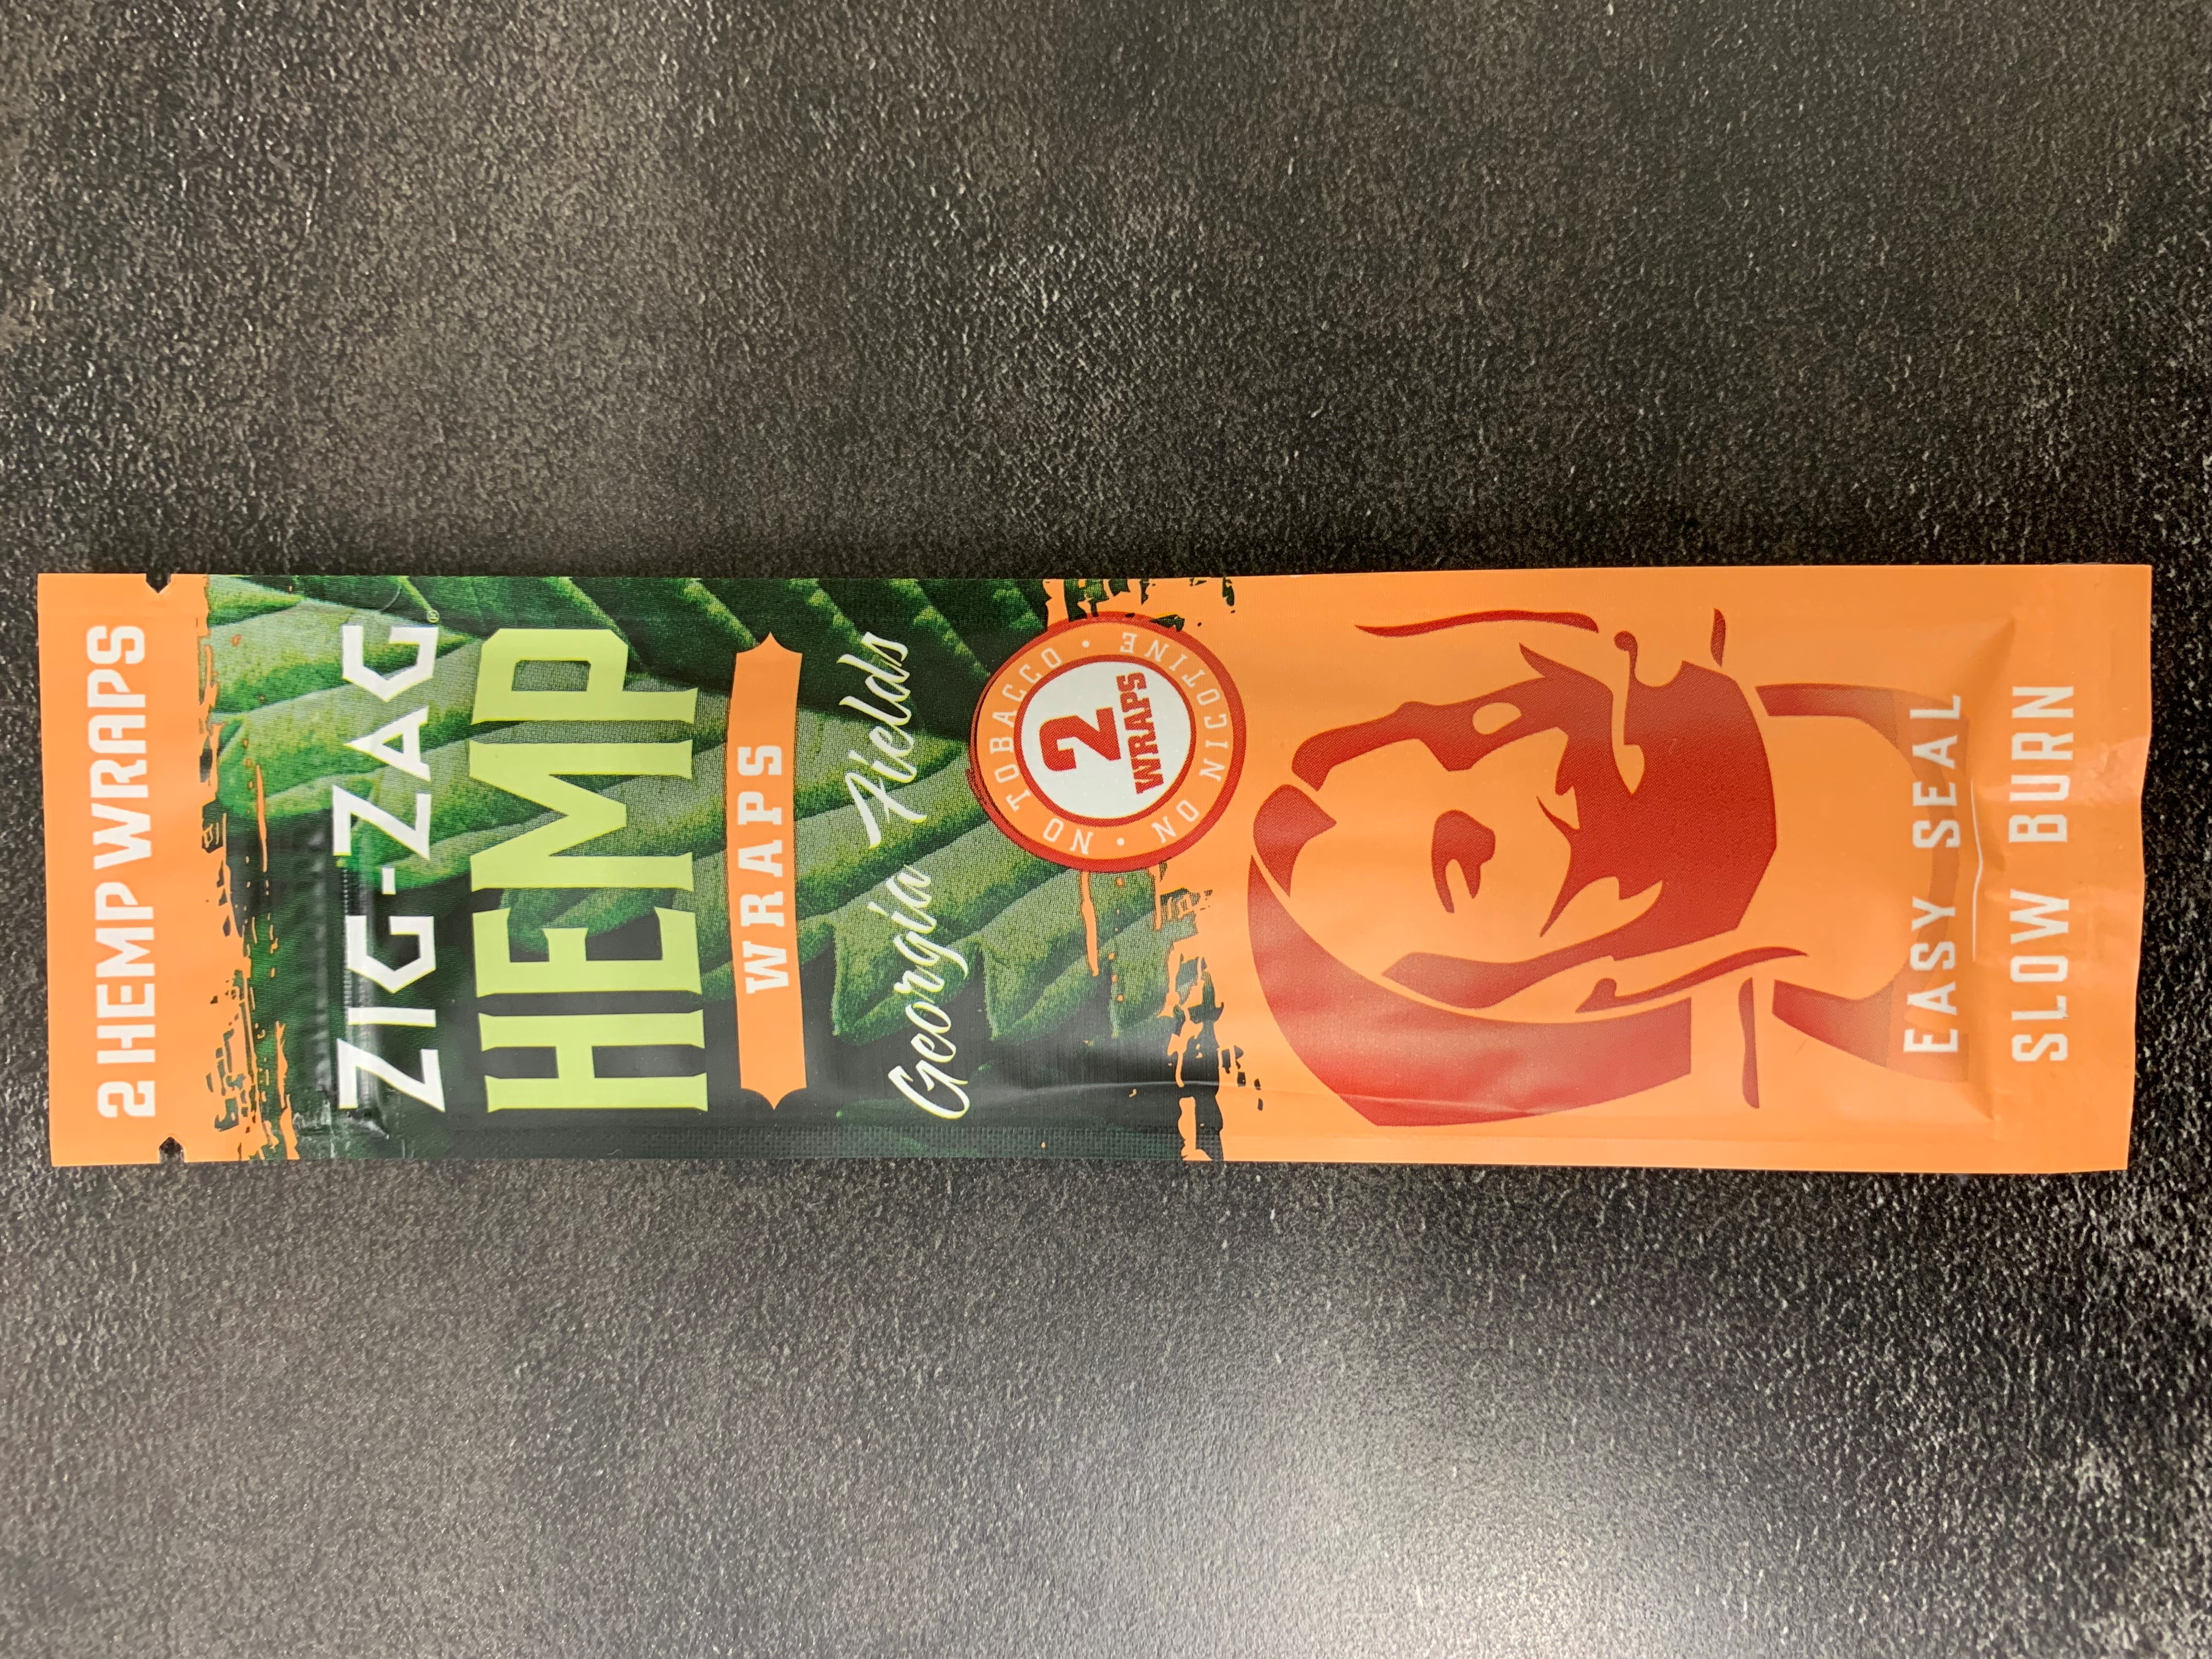 2 HEMP WRAPS
ZIG-ZAG®
HEMP
WRAPS
Georgia Fields
NO TOBACCO • NO NICOTINE •
2
WRAPS
EASY SEAL
SLOW BURN